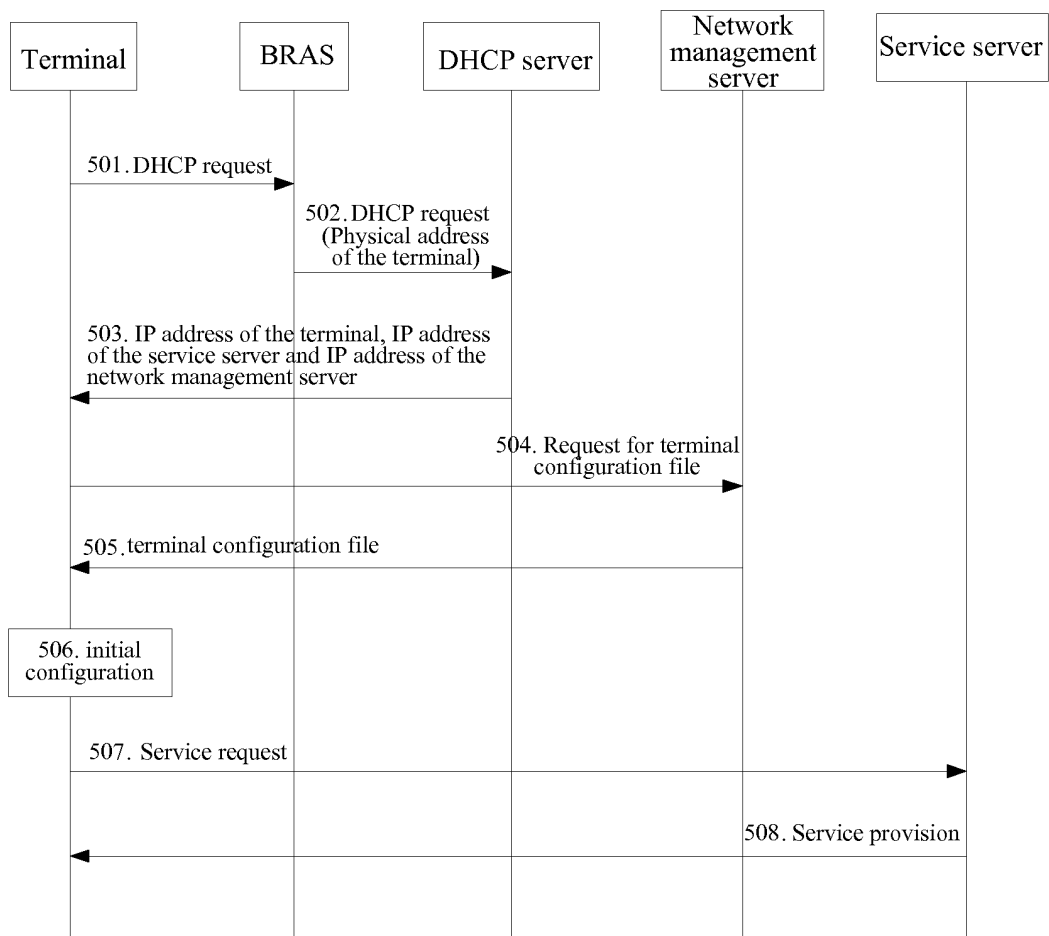 Terminal
BRAS
DHCP server
Network
management
server
Service server
501. DHCP request
502. DHCP request
(Physical address
of the terminal)
503. IP address of the terminal, IP address
of the service server and IP address of the
network management server
504. Request for terminal
configuration file
505. terminal configuration file
506. initial
configuration
507. Service request
508. Service provision